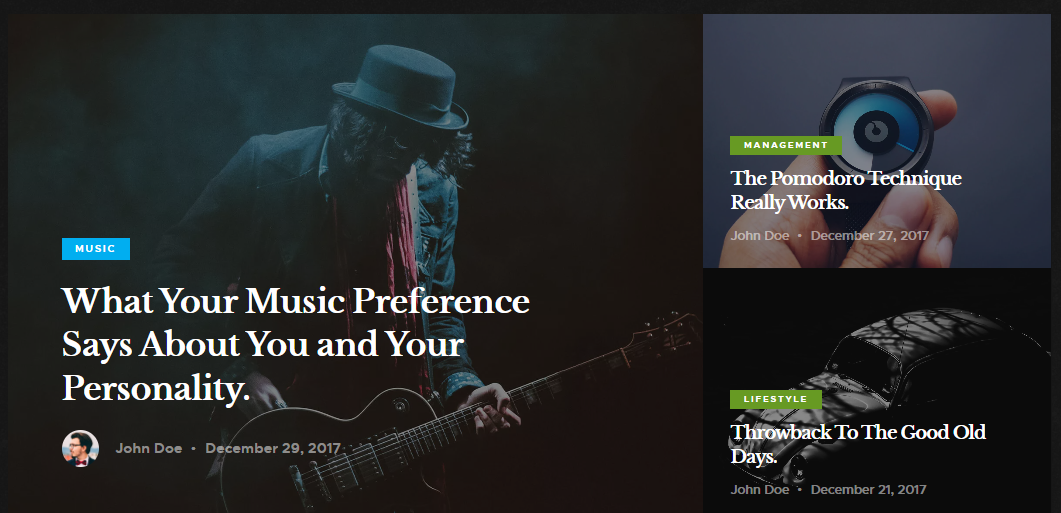 MUSIC
What Your Music Preference
Says About You and Your
Personality.
John Doe • December 29, 2017
MANAGEMENT
The Pomodoro Technique
Really Works.
John Doe • December 27, 2017
LIFESTYLE
Throwback To The Good Old
Days.
John Doe • December 21, 2017